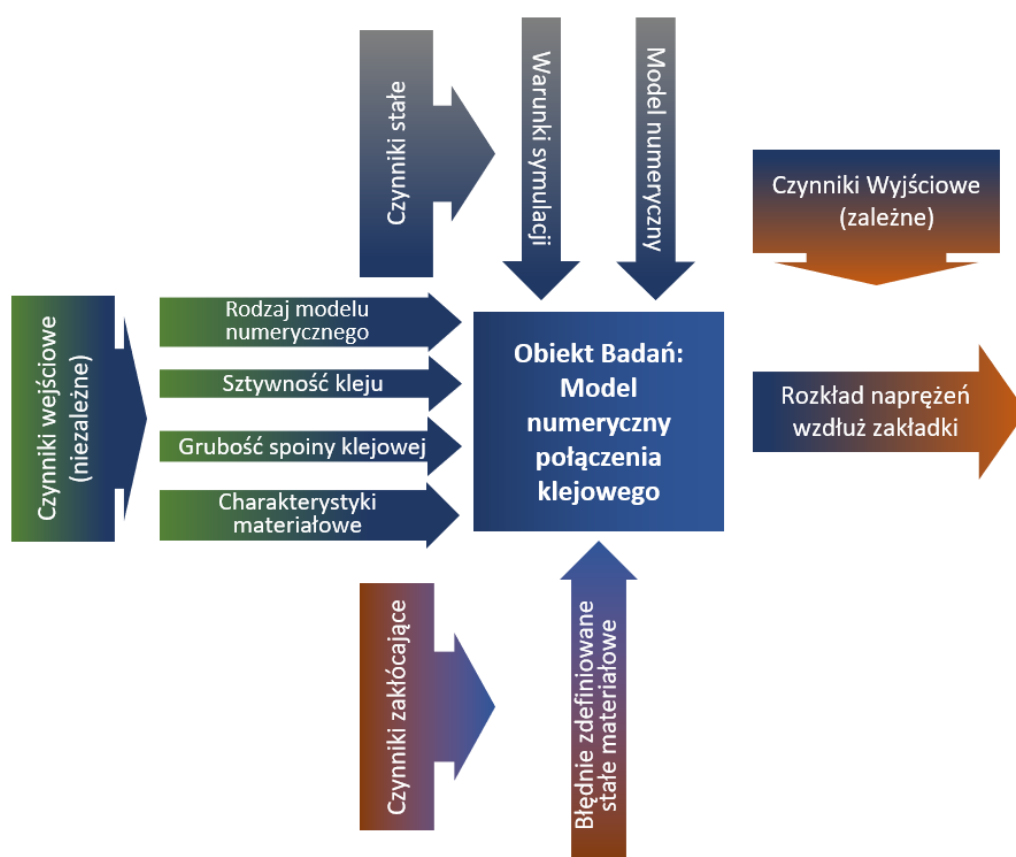 Czynniki stałe
Warunki symulacji
Model numeryczny
Czynniki Wyjściowe
(zależne)
Czynniki wejściowe
(niezależne)
Rodzaj modelu
numerycznego
Sztywność kleju
Grubość spoiny klejowej
Charakterystyki
materiałowe
Obiekt Badań:
Model
numeryczny
połączenia
klejowego
Rozkład naprężeń
wzdłuż zakładki
Czynniki zakłócające
Błędnie zdefiniowane
stałe materiałowe